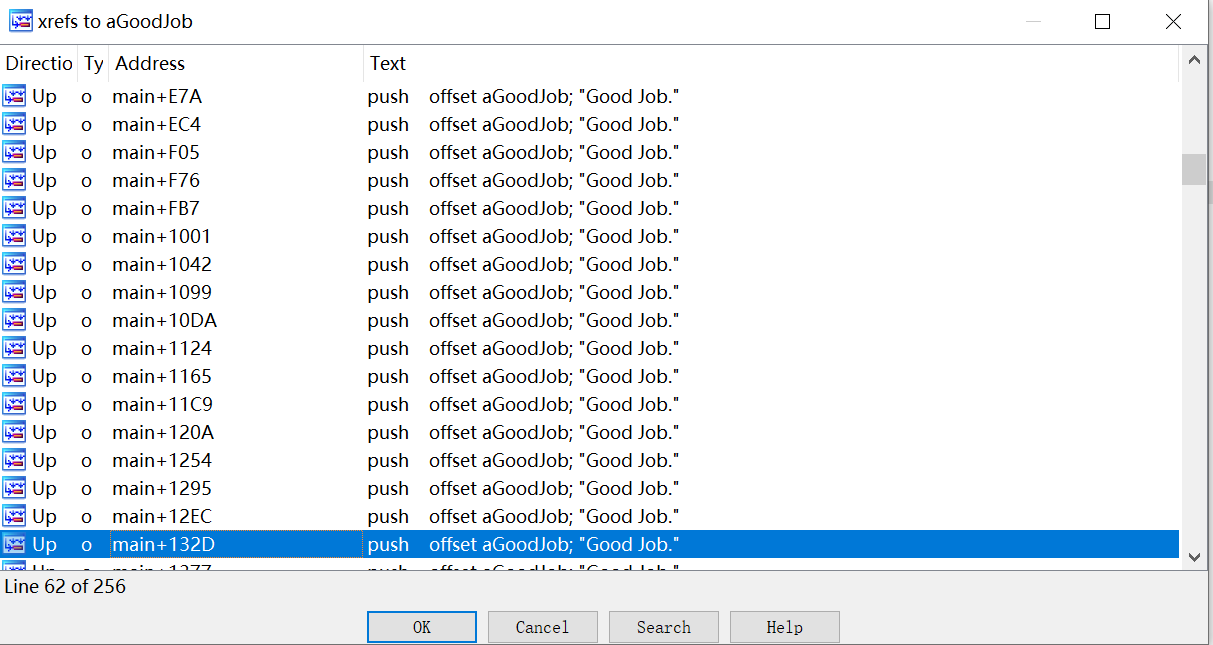 xrefs to aGoodJob
Directio Ty Address Text
Up o main+E7A push offset aGoodJob; "Good Job."
Up o main+EC4 push offset aGoodJob; "Good Job."
Up o main+F05 push offset aGoodJob; "Good Job."
Up o main+F76 push offset aGoodJob; "Good Job."
Up o main+FB7 push offset aGoodJob; "Good Job."
Up o main+1001 push offset aGoodJob; "Good Job."
Up o main+1042 push offset aGoodJob; "Good Job."
Up o main+1099 push offset aGoodJob; "Good Job."
Up o main+10DA push offset aGoodJob; "Good Job."
Up o main+1124 push offset aGoodJob; "Good Job."
Up o main+1165 push offset aGoodJob; "Good Job."
Up o main+11C9 push offset aGoodJob; "Good Job."
Up o main+120A push offset aGoodJob; "Good Job."
Up o main+1254 push offset aGoodJob; "Good Job."
Up o main+1295 push offset aGoodJob; "Good Job."
Up o main+12EC push offset aGoodJob; "Good Job."
Up o main+132D push offset aGoodJob; "Good Job."
Line 62 of 256
OK Cancel Search Help